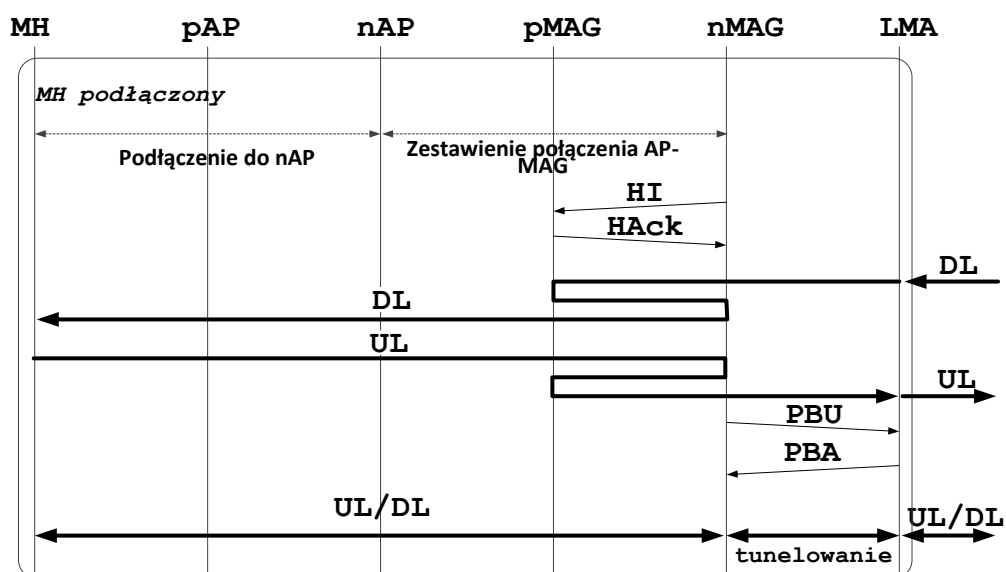 MH pAP nAP pMAG nMAG LMA
MH podłączony
Podłączenie do nAP
Zestawienie połączenia AP-
MAG
HI
HAck
DL
DL
UL
UL
PBU
PBA
UL/DL
UL/DL
tunelowanie